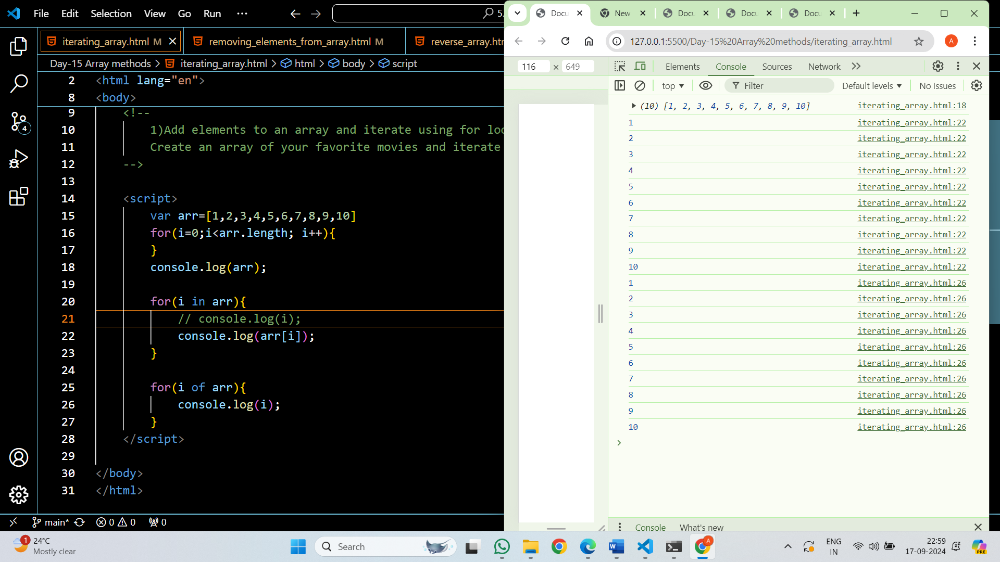 File Edit Selection View Go Run ···
5.
iterating_array.html M
removing_elements_from_array.html M
reverse_array.htm
Day-15 Array methods > iterating_array.html > html > body > script
2 <html lang="en">
8 <body>
9 <!--
10 1)Add elements to an array and iterate using for loo
11 Create an array of your favorite movies and iterate
12 -->
13
14 <script>
15 var arr=[1,2,3,4,5,6,7,8,9,10]
16 for(i=0;i<arr.length; i++){
17 }
18 console.log(arr);
19
20 for(i in arr){
21 // console.log(i);
22 console.log(arr[i]);
23 }
24
25 for(i of arr){
26 console.log(i);
27 }
28 </script>
29
30 </body>
31 </html>
4
main* 0 0 0
Docu New Docu Docu Docu
127.0.0.1:5500/Day-15%20Array%20methods/iterating_array.html A
116 × 649
Elements Console Sources Network
top Filter Default levels No Issues
(10) [1, 2, 3, 4, 5, 6, 7, 8, 9, 10] iterating_array.html:18
1 iterating_array.html:22
2 iterating_array.html:22
3 iterating_array.html:22
4 iterating_array.html:22
5 iterating_array.html:22
6 iterating_array.html:22
7 iterating_array.html:22
8 iterating_array.html:22
9 iterating_array.html:22
10 iterating_array.html:22
1 iterating_array.html:26
2 iterating_array.html:26
3 iterating_array.html:26
4 iterating_array.html:26
5 iterating_array.html:26
6 iterating_array.html:26
7 iterating_array.html:26
8 iterating_array.html:26
9 iterating_array.html:26
10 iterating_array.html:26
Console What's new
1 24°C
Mostly clear
Search
W
A
ENG
IN
22:59
17-09-2024
PRE